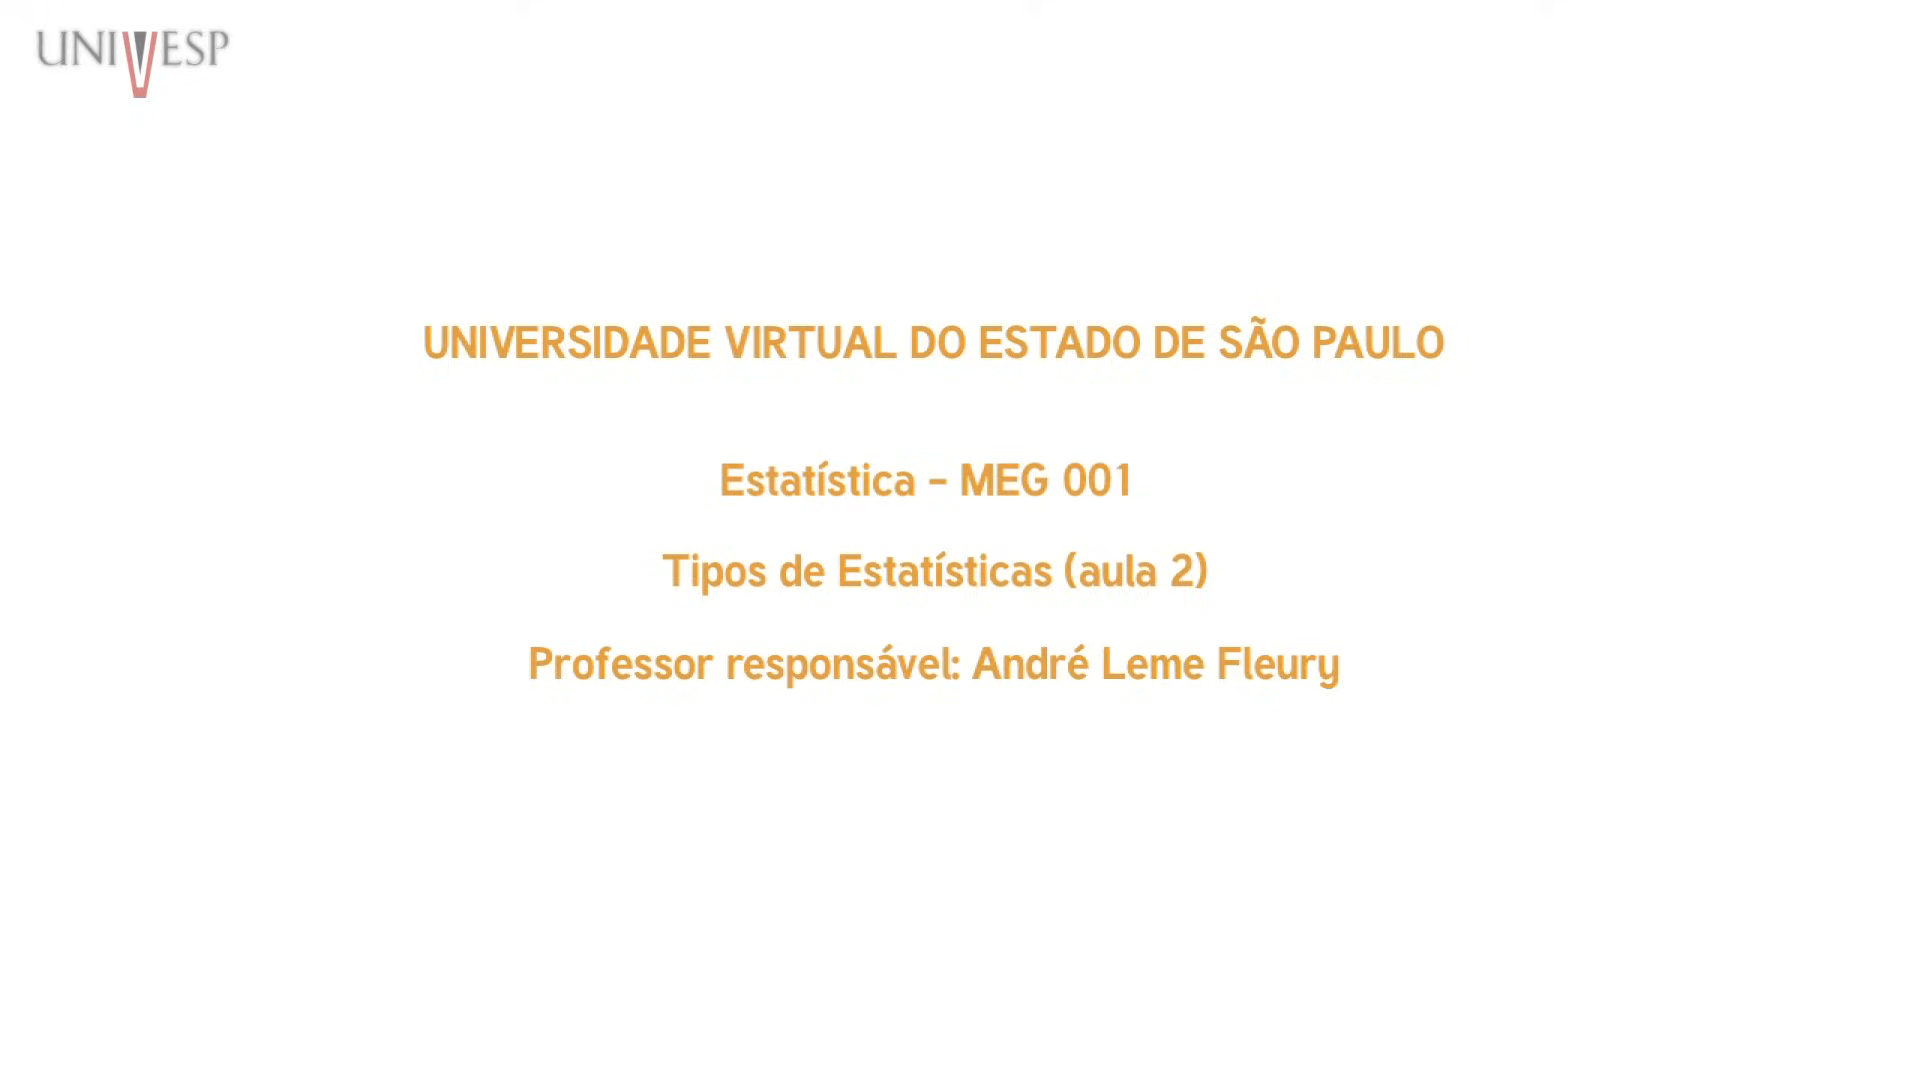 UNIVESP
UNIVERSIDADE VIRTUAL DO ESTADO DE SÃO PAULO
Estatística – MEG 001
Tipos de Estatísticas (aula 2)
Professor responsável: André Leme Fleury